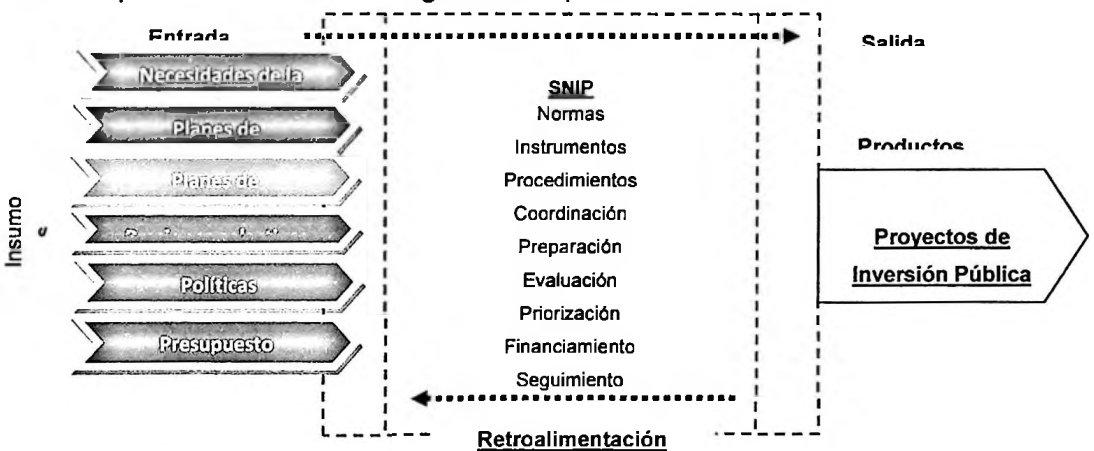 Entrada
Salida
Insumo
Necesidades de la
Planes de
Planes de
Políticas
Presupuesto
SNIP
Normas
Instrumentos
Procedimientos
Coordinación
Preparación
Evaluación
Priorización
Financiamiento
Seguimiento
Productos
Proyectos de
Inversión Pública
Retroalimentación